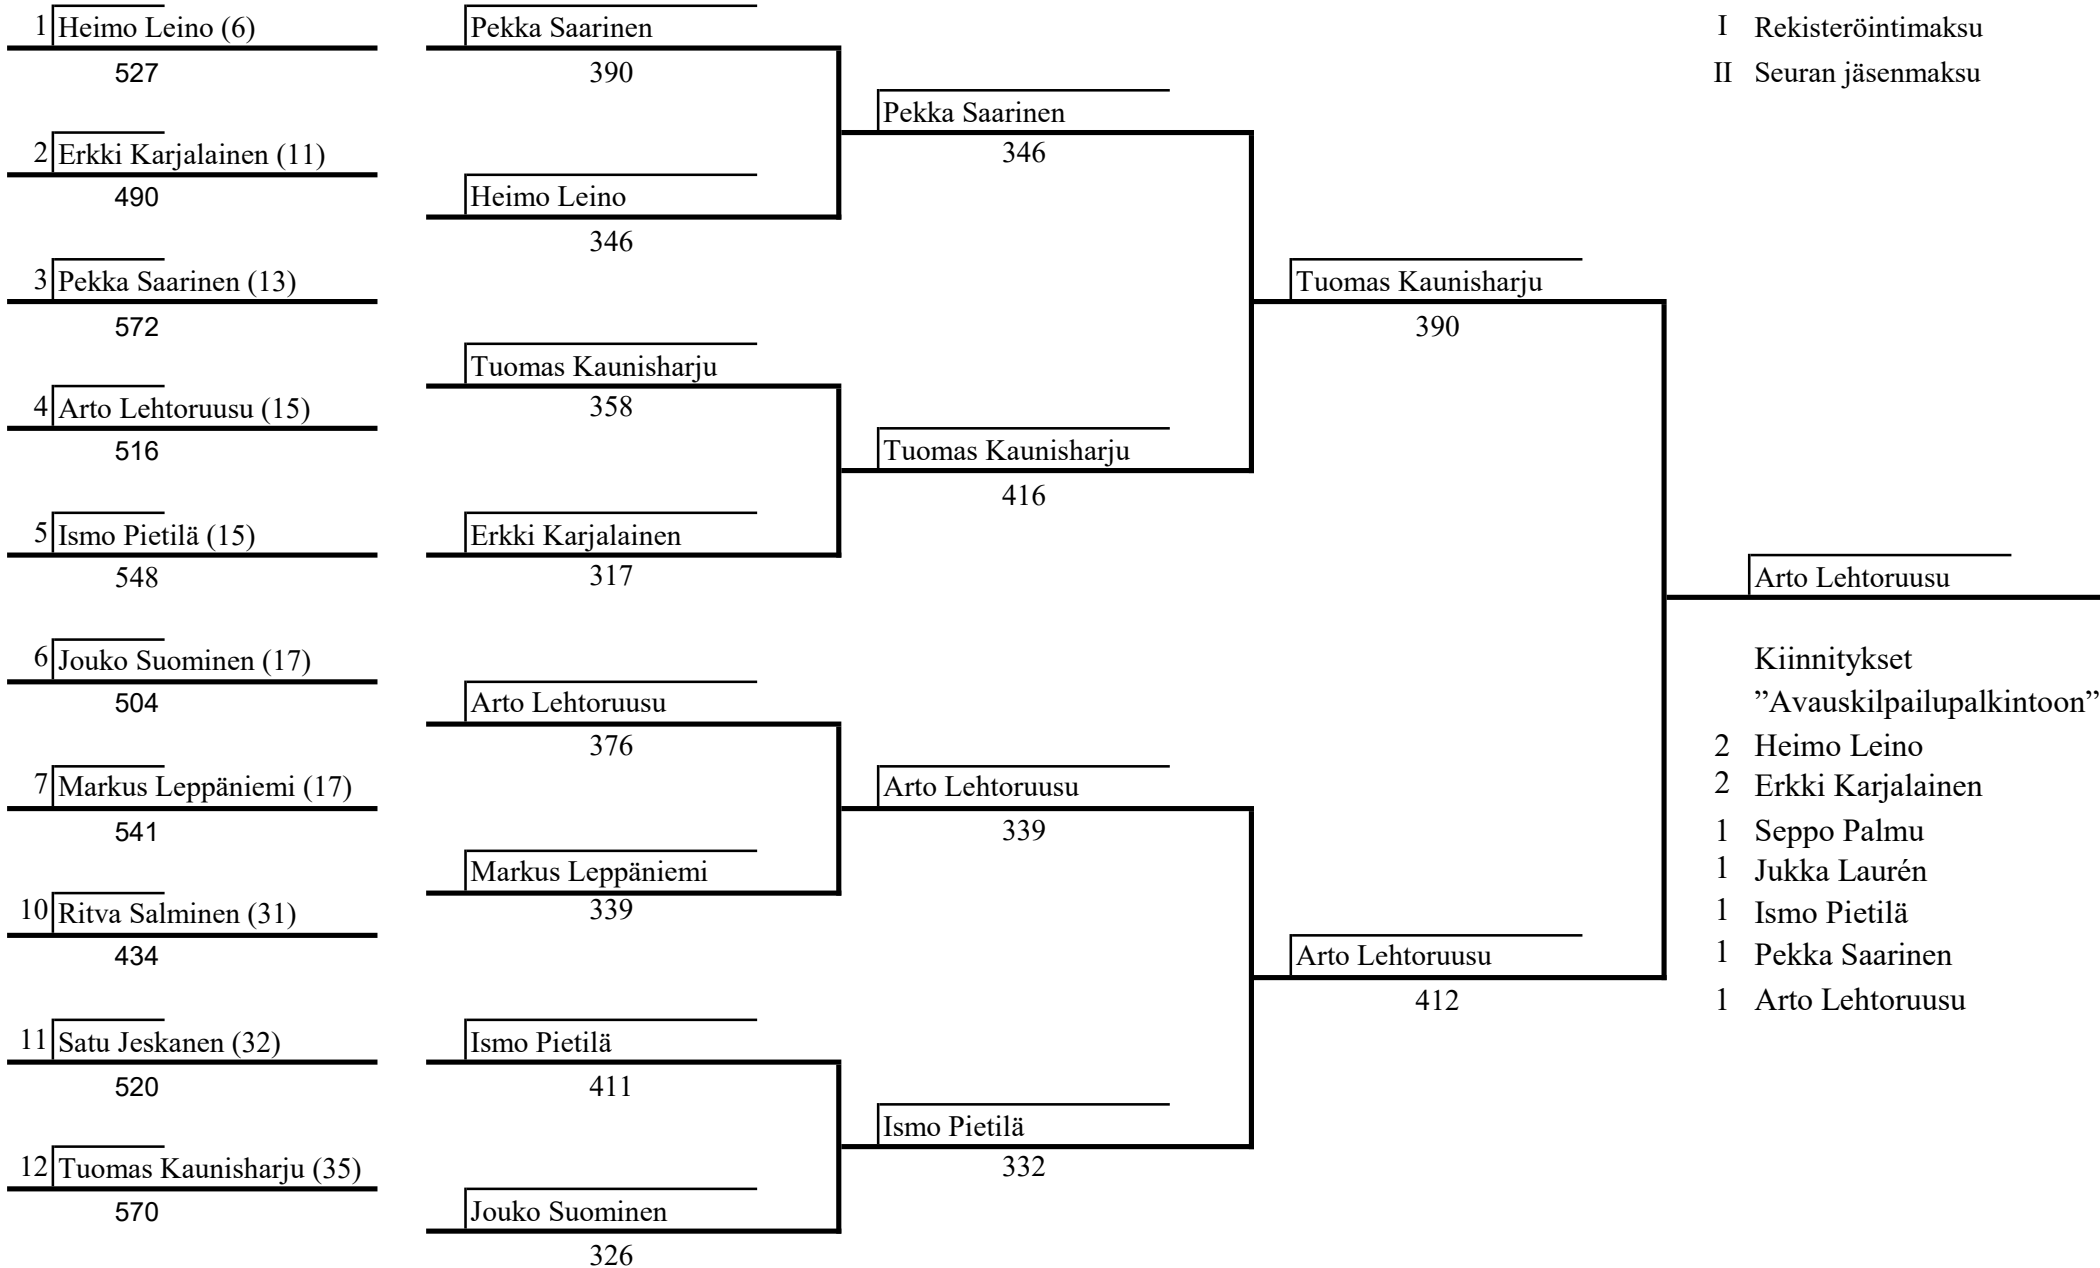 1 Heimo Leino (6)
527
2 Erkki Karjalainen (11)
490
3 Pekka Saarinen (13)
572
4 Arto Lehtoruusu (15)
516
5 Ismo Pietilä (15)
548
6 Jouko Suominen (17)
504
7 Markus Leppäniemi (17)
541
10 Ritva Salminen (31)
434
11 Satu Jeskanen (32)
520
12 Tuomas Kaunisharju (35)
570
Pekka Saarinen
390
Heimo Leino
346
Tuomas Kaunisharju
358
Erkki Karjalainen
317
Arto Lehtoruusu
376
Markus Leppäniemi
339
Ismo Pietilä
411
Jouko Suominen
326
Pekka Saarinen
346
Tuomas Kaunisharju
416
Arto Lehtoruusu
339
Ismo Pietilä
332
Tuomas Kaunisharju
390
Arto Lehtoruusu
412
I Rekisteröintimaksu
II Seuran jäsenmaksu
Arto Lehtoruusu
Kiinnitykset
”Avauskilpailupalkintoon”
2 Heimo Leino
2 Erkki Karjalainen
1 Seppo Palmu
1 Jukka Laurén
1 Ismo Pietilä
1 Pekka Saarinen
1 Arto Lehtoruusu